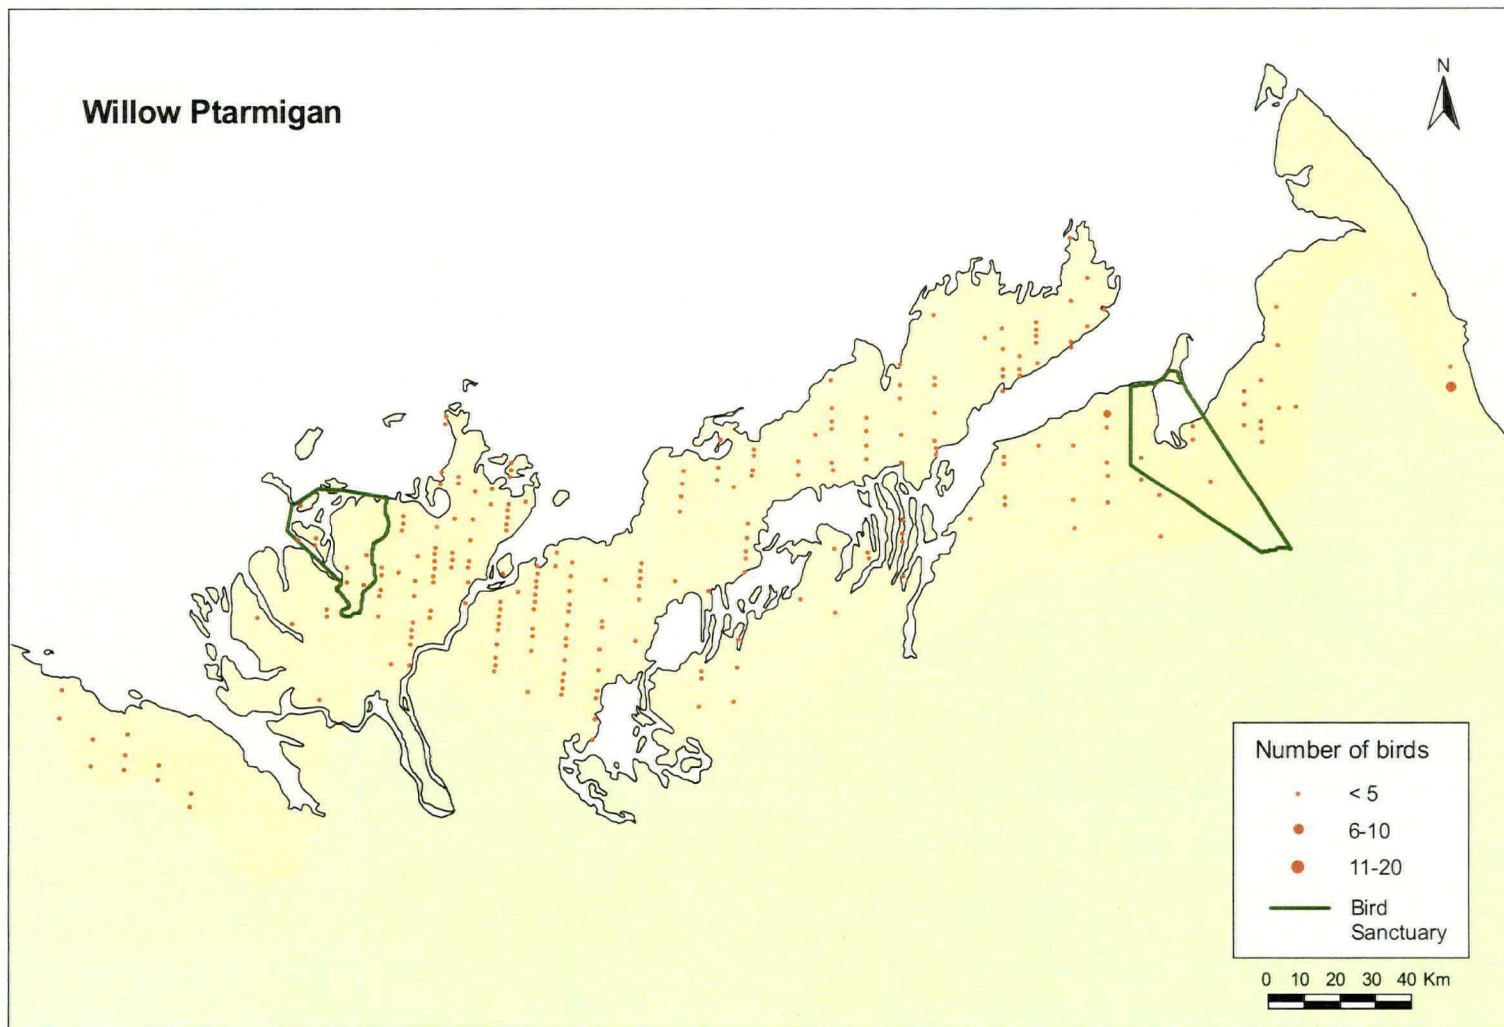 Willow Ptarmigan
N
Number of birds
< 5
6-10
11-20
Bird
Sanctuary
0 10 20 30 40 Km